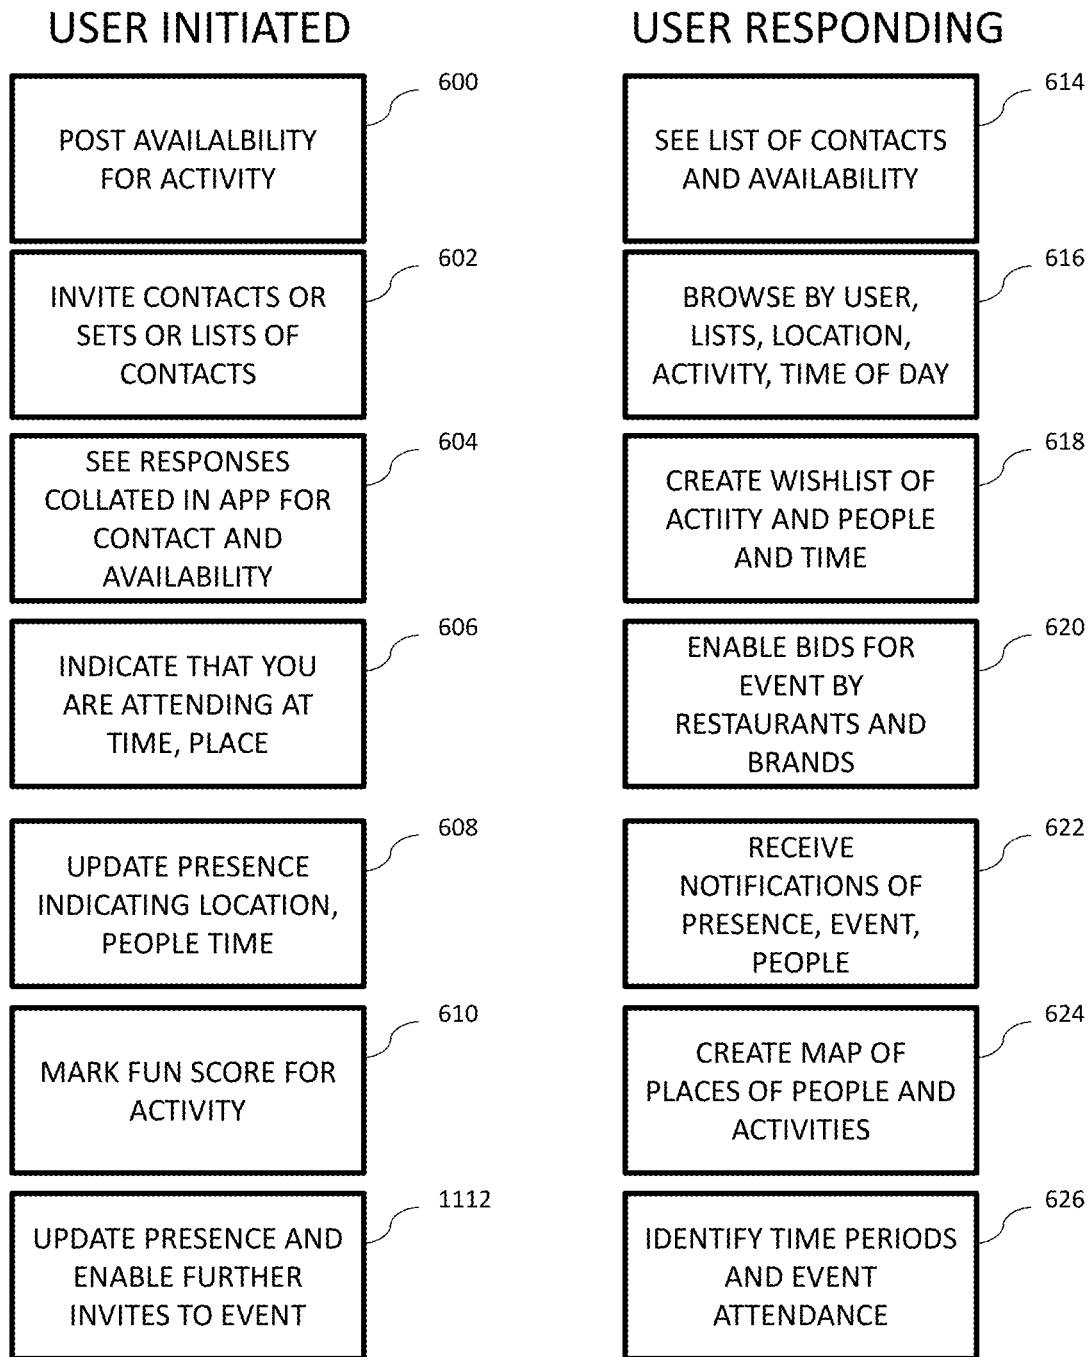 USER INITIATED
600
POST AVAILALBILITY
FOR ACTIVITY
602
INVITE CONTACTS OR
SETS OR LISTS OF
CONTACTS
604
SEE RESPONSES
COLLATED IN APP FOR
CONTACT AND
AVAILABILITY
606
INDICATE THAT YOU
ARE ATTENDING AT
TIME, PLACE
608
UPDATE PRESENCE
INDICATING LOCATION,
PEOPLE TIME
610
MARK FUN SCORE FOR
ACTIVITY
1112
UPDATE PRESENCE AND
ENABLE FURTHER
INVITES TO EVENT
USER RESPONDING
614
SEE LIST OF CONTACTS
AND AVAILABILITY
616
BROWSE BY USER,
LISTS, LOCATION,
ACTIVITY, TIME OF DAY
618
CREATE WISHLIST OF
ACTIITY AND PEOPLE
AND TIME
620
ENABLE BIDS FOR
EVENT BY
RESTAURANTS AND
BRANDS
622
RECEIVE
NOTIFICATIONS OF
PRESENCE, EVENT,
PEOPLE
624
CREATE MAP OF
PLACES OF PEOPLE AND
ACTIVITIES
626
IDENTIFY TIME PERIODS
AND EVENT
ATTENDANCE